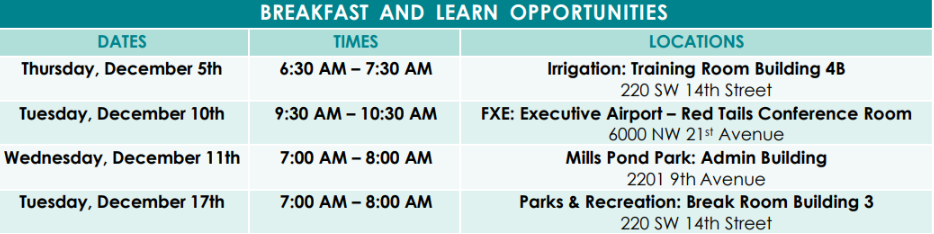 BREAKFAST AND LEARN OPPORTUNITIES
DATES TIMES LOCATIONS
Thursday, December 5th 6:30 AM – 7:30 AM Irrigation: Training Room Building 4B
220 SW 14th Street
Tuesday, December 10th 9:30 AM – 10:30 AM FXE: Executive Airport – Red Tails Conference Room
6000 NW 21st Avenue
Wednesday, December 11th 7:00 AM – 8:00 AM Mills Pond Park: Admin Building
2201 9th Avenue
Tuesday, December 17th 7:00 AM – 8:00 AM Parks & Recreation: Break Room Building 3
220 SW 14th Street